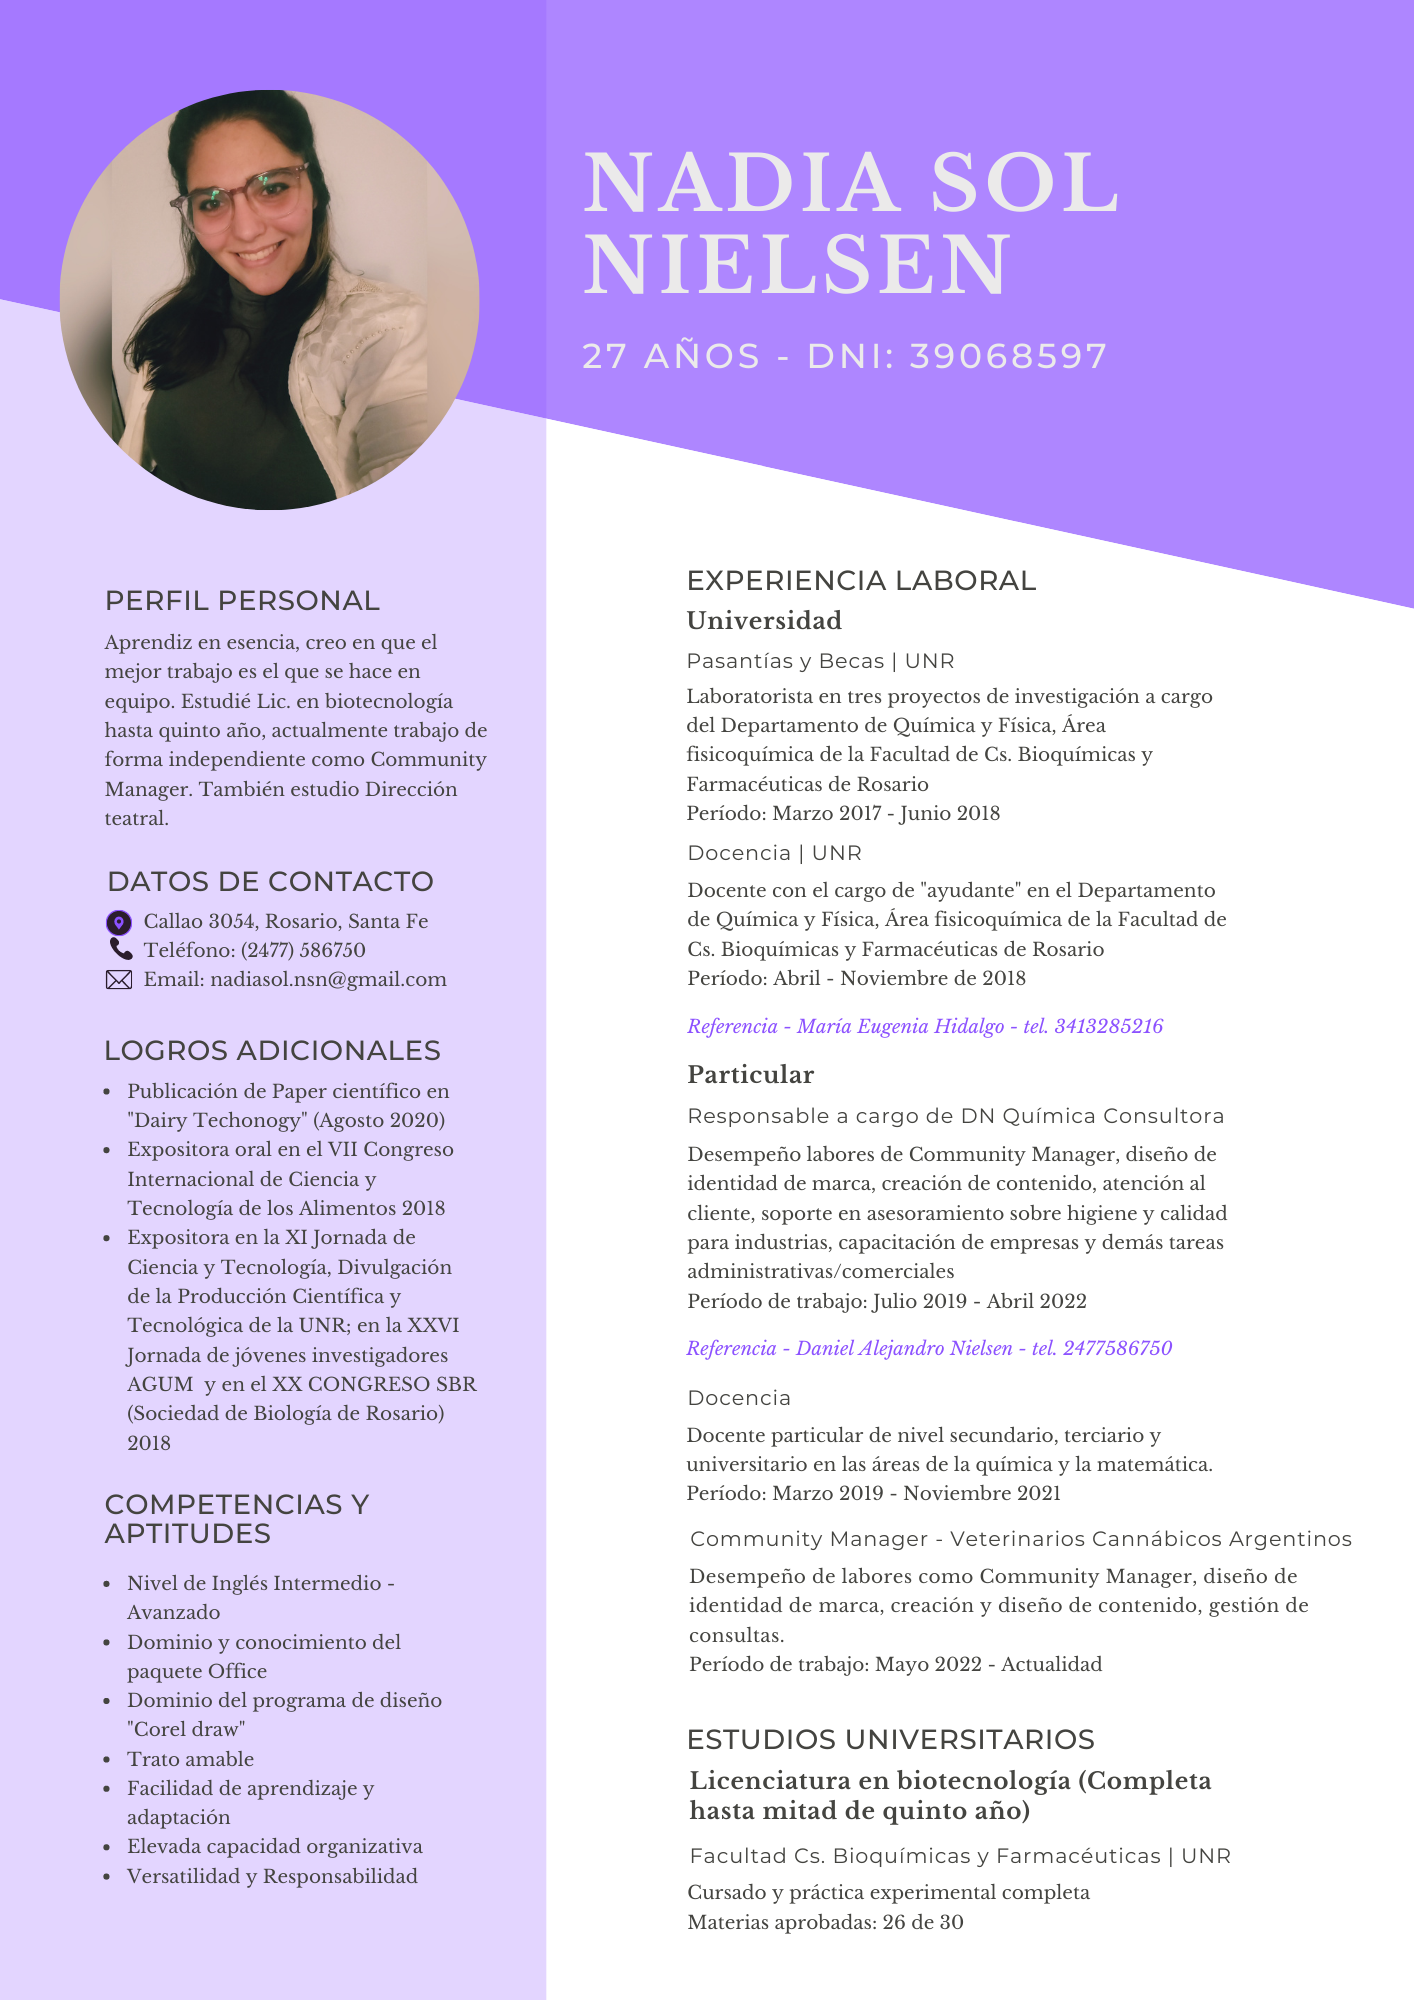 NADIA SOL
NIELSEN
27 AÑOS - DNI: 39068597
PERFIL PERSONAL
Aprendiz en esencia, creo en que el
mejor trabajo es el que se hace en
equipo. Estudié Lic. en biotecnología
hasta quinto año, actualmente trabajo de
forma independiente como Community
Manager. También estudio Dirección
teatral.
DATOS DE CONTACTO
Callao 3054, Rosario, Santa Fe
Teléfono: (2477) 586750
Email: nadiasol.nsn@gmail.com
LOGROS ADICIONALES
• Publicación de Paper científico en
"Dairy Techonogy" (Agosto 2020)
• Expositora oral en el VII Congreso
Internacional de Ciencia y
Tecnología de los Alimentos 2018
• Expositora en la XI Jornada de
Ciencia y Tecnología, Divulgación
de la Producción Científica y
Tecnológica de la UNR; en la XXVI
Jornada de jóvenes investigadores
AGUM  y en el XX CONGRESO SBR
(Sociedad de Biología de Rosario)
2018
COMPETENCIAS Y
APTITUDES
• Nivel de Inglés Intermedio -
Avanzado
• Dominio y conocimiento del
paquete Office
• Dominio del programa de diseño
"Corel draw"
• Trato amable
• Facilidad de aprendizaje y
adaptación
• Elevada capacidad organizativa
• Versatilidad y Responsabilidad
EXPERIENCIA LABORAL
Universidad
Pasantías y Becas | UNR
Laboratorista en tres proyectos de investigación a cargo
del Departamento de Química y Física, Área
fisicoquímica de la Facultad de Cs. Bioquímicas y
Farmacéuticas de Rosario
Período: Marzo 2017 - Junio 2018
Docencia | UNR
Docente con el cargo de "ayudante" en el Departamento
de Química y Física, Área fisicoquímica de la Facultad de
Cs. Bioquímicas y Farmacéuticas de Rosario
Período: Abril - Noviembre de 2018
Referencia - María Eugenia Hidalgo - tel. 3413285216
Particular
Responsable a cargo de DN Química Consultora
Desempeño labores de Community Manager, diseño de
identidad de marca, creación de contenido, atención al
cliente, soporte en asesoramiento sobre higiene y calidad
para industrias, capacitación de empresas y demás tareas
administrativas/comerciales
Período de trabajo: Julio 2019 - Abril 2022
Referencia - Daniel Alejandro Nielsen - tel. 2477586750
Docencia
Docente particular de nivel secundario, terciario y
universitario en las áreas de la química y la matemática.
Período: Marzo 2019 - Noviembre 2021
Community Manager - Veterinarios Cannábicos Argentinos
Desempeño de labores como Community Manager, diseño de
identidad de marca, creación y diseño de contenido, gestión de
consultas.
Período de trabajo: Mayo 2022 - Actualidad
ESTUDIOS UNIVERSITARIOS
Licenciatura en biotecnología (Completa
hasta mitad de quinto año)
Facultad Cs. Bioquímicas y Farmacéuticas | UNR
Cursado y práctica experimental completa
Materias aprobadas: 26 de 30